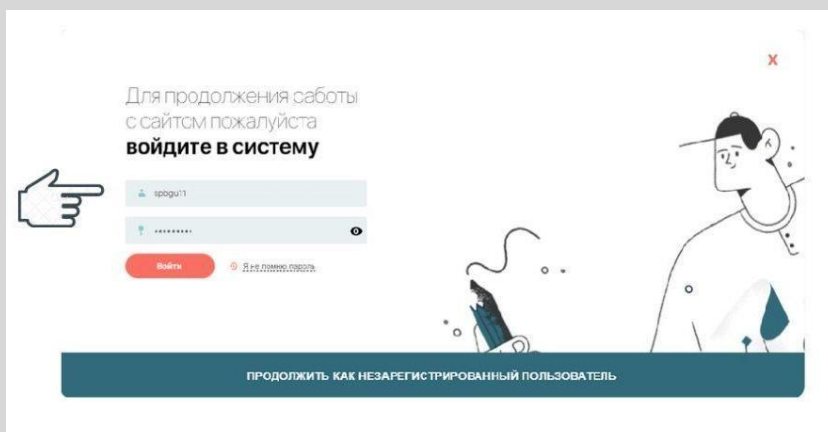 X
Для продолжения работы
с сайтом пожалуйста
войдите в систему
spbgu11
•••••••••
Войти
Я не помню пароль
ПРОДОЛЖИТЬ КАК НЕЗАРЕГИСТРИРОВАННЫЙ ПОЛЬЗОВАТЕЛЬ